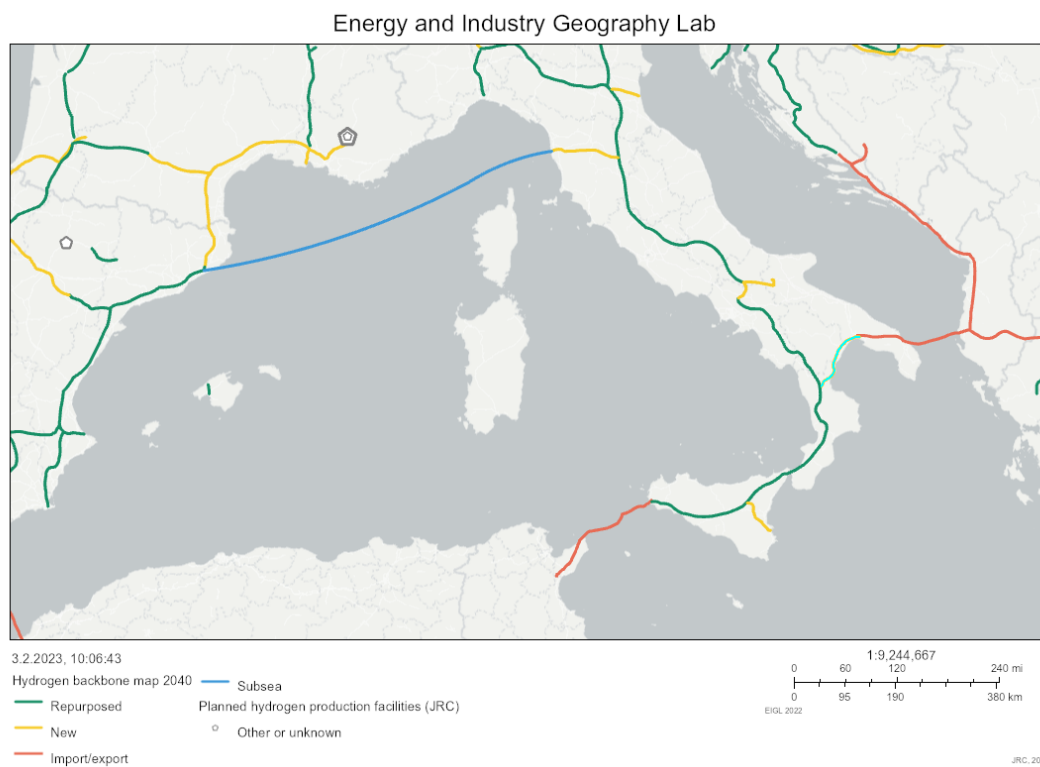 Energy and Industry Geography Lab
3.2.2023, 10:06:43
Hydrogen backbone map 2040
Repurposed
New
Import/export
Subsea
Planned hydrogen production facilities (JRC)
Other or unknown
1:9,244,667
0 60 120 240 mi
0 95 190 380 km
EIGL 2022
JRC, 20